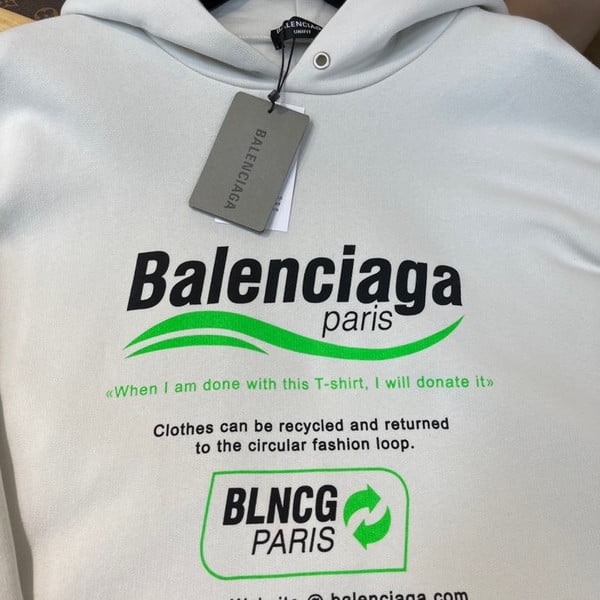 BALENCIAGA
BALENCIAGA
Balenciaga
paris
«When I am done with this T-shirt, I will donate it»
Clothes can be recycled and returned
to the circular fashion loop.
BLNCG
PARIS
Website @ balenciaga.com